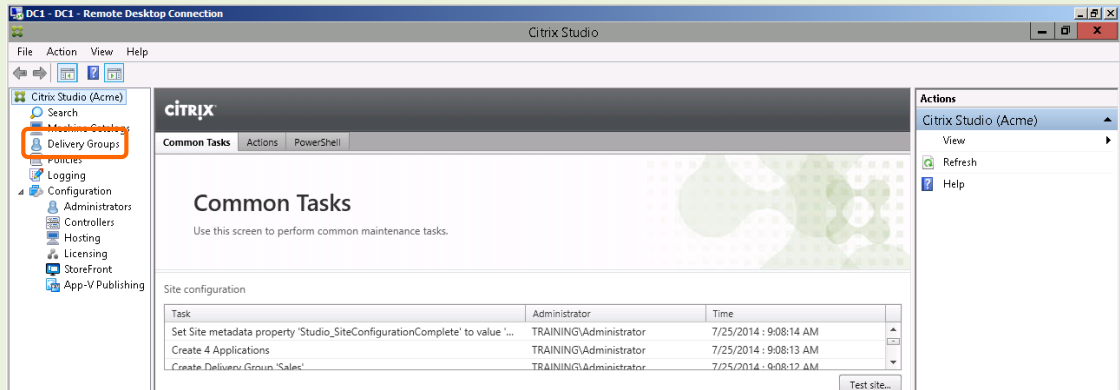 DC1 - DC1 - Remote Desktop Connection
Citrix Studio
File Action View Help
Citrix Studio (Acme)
Search
Machine Catalogs
Delivery Groups
Policies
Logging
Configuration
Administrators
Controllers
Hosting
Licensing
StoreFront
App-V Publishing
CİTRIX
Common Tasks Actions PowerShell
Common Tasks
Use this screen to perform common maintenance tasks.
Site configuration
Task Administrator Time
Set Site metadata property 'Studio_SiteConfigurationComplete' to value '... TRAINING\Administrator 7/25/2014 : 9:08:14 AM
Create 4 Applications TRAINING\Administrator 7/25/2014 : 9:08:13 AM
Create Delivery Group 'Sales' TRAINING\Administrator 7/25/2014 : 9:08:12 AM
Test site...
Actions
Citrix Studio (Acme)
View
Refresh
Help